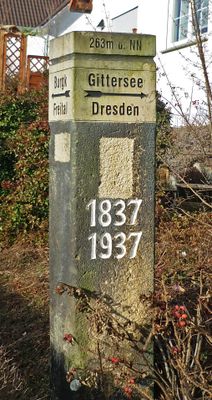 263m ü. NN
Burgk
Freital
Gittersee
Dresden
1837
1937